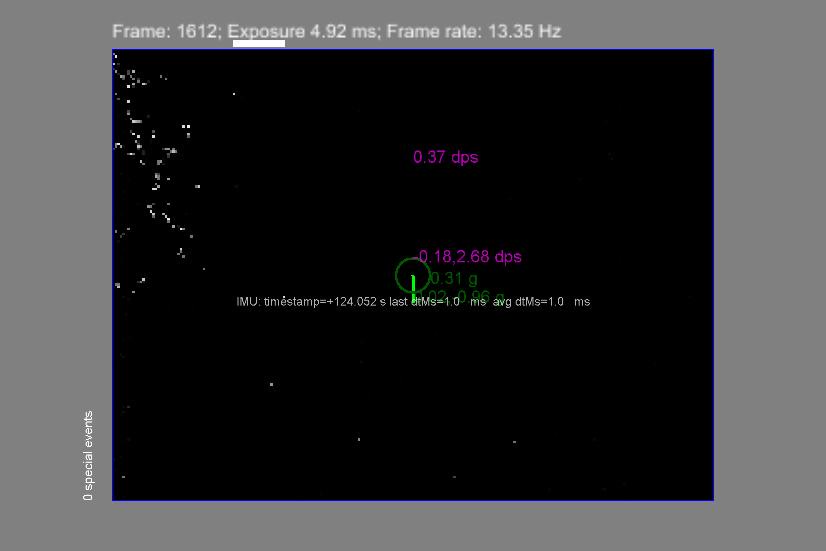 Frame: 1612; Exposure 4.92 ms; Frame rate: 13.35 Hz
0.37 dps
-0.18,2.68 dps
0.31 g
0.96 g
IMU: timestamp=+124.052 s last dtMs=1.0 ms avg dtMs=1.0 ms
0 special events